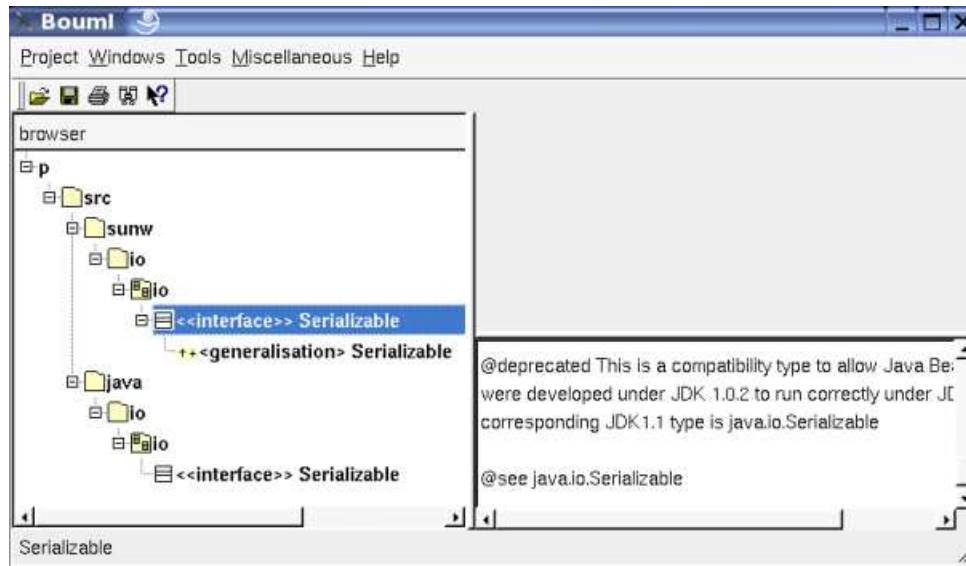 Bouml
Project Windows Tools Miscellaneous Help
browser
p
src
sunw
io
io
<<interface>> Serializable
<generalisation> Serializable
java
io
io
<<interface>> Serializable
@deprecated This is a compatibility type to allow Java
were developed under JDK 1.0.2 to run correctly under
corresponding JDK1.1 type is java.io.Serializable
@see java.io.Serializable
Serializable